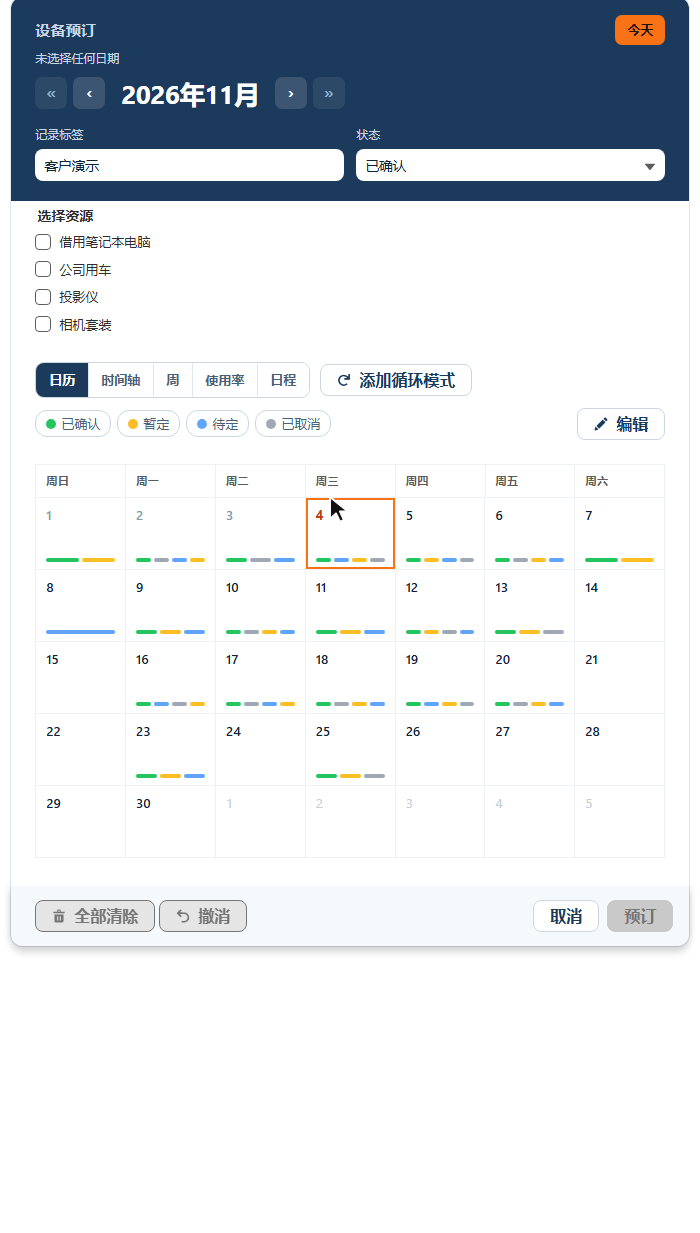 设备预订
今天
未选择任何日期
« ‹ 2026年11月 › »
记录标签 状态
客户演示 已确认
选择资源
借用笔记本电脑
公司用车
投影仪
相机套装
日历 时间轴 周 使用率 日程 添加循环模式
已确认 暂定 待定 已取消 编辑
周日 周一 周二 周三 周四 周五 周六
1 2 3 4 5 6 7
8 9 10 11 12 13 14
15 16 17 18 19 20 21
22 23 24 25 26 27 28
29 30 1 2 3 4 5
全部清除 撤消 取消 预订